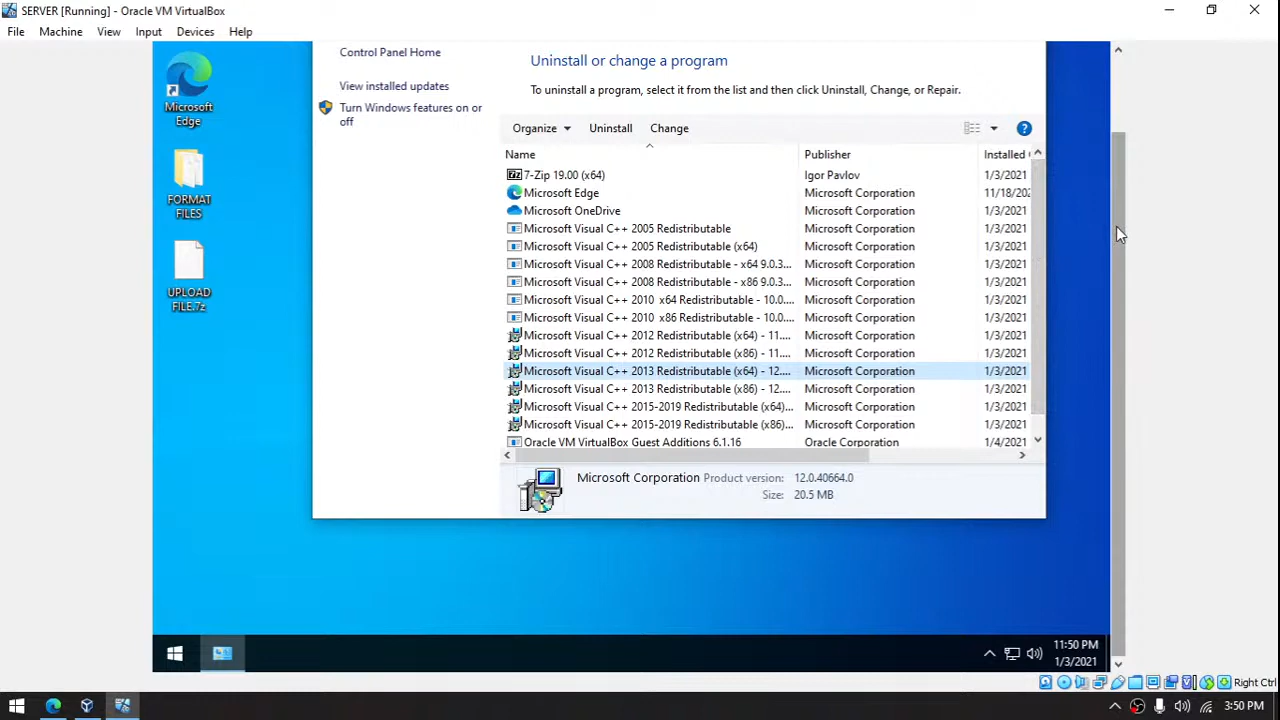 SERVER [Running] - Oracle VM VirtualBox
File Machine View Input Devices Help
Microsoft
Edge
FORMAT
FILES
UPLOAD
FILE.7z
Control Panel Home
View installed updates
Turn Windows features on or
off
Uninstall or change a program
To uninstall a program, select it from the list and then click Uninstall, Change, or Repair.
Organize Uninstall Change
Name Publisher Installed
7-Zip 19.00 (x64) Igor Pavlov 1/3/2021
Microsoft Edge Microsoft Corporation 11/18/202
Microsoft OneDrive Microsoft Corporation 1/3/2021
Microsoft Visual C++ 2005 Redistributable Microsoft Corporation 1/3/2021
Microsoft Visual C++ 2005 Redistributable (x64) Microsoft Corporation 1/3/2021
Microsoft Visual C++ 2008 Redistributable - x64 9.0.3... Microsoft Corporation 1/3/2021
Microsoft Visual C++ 2008 Redistributable - x86 9.0.3... Microsoft Corporation 1/3/2021
Microsoft Visual C++ 2010 x64 Redistributable - 10.0.... Microsoft Corporation 1/3/2021
Microsoft Visual C++ 2010 x86 Redistributable - 10.0.... Microsoft Corporation 1/3/2021
Microsoft Visual C++ 2012 Redistributable (x64) - 11.... Microsoft Corporation 1/3/2021
Microsoft Visual C++ 2012 Redistributable (x86) - 11.... Microsoft Corporation 1/3/2021
Microsoft Visual C++ 2013 Redistributable (x64) - 12.... Microsoft Corporation 1/3/2021
Microsoft Visual C++ 2013 Redistributable (x86) - 12.... Microsoft Corporation 1/3/2021
Microsoft Visual C++ 2015-2019 Redistributable (x64)... Microsoft Corporation 1/3/2021
Microsoft Visual C++ 2015-2019 Redistributable (x86)... Microsoft Corporation 1/3/2021
Oracle VM VirtualBox Guest Additions 6.1.16 Oracle Corporation 1/4/2021
Microsoft Corporation Product version: 12.0.40664.0
Size: 20.5 MB
11:50 PM
1/3/2021
Right Ctrl
3:50 PM